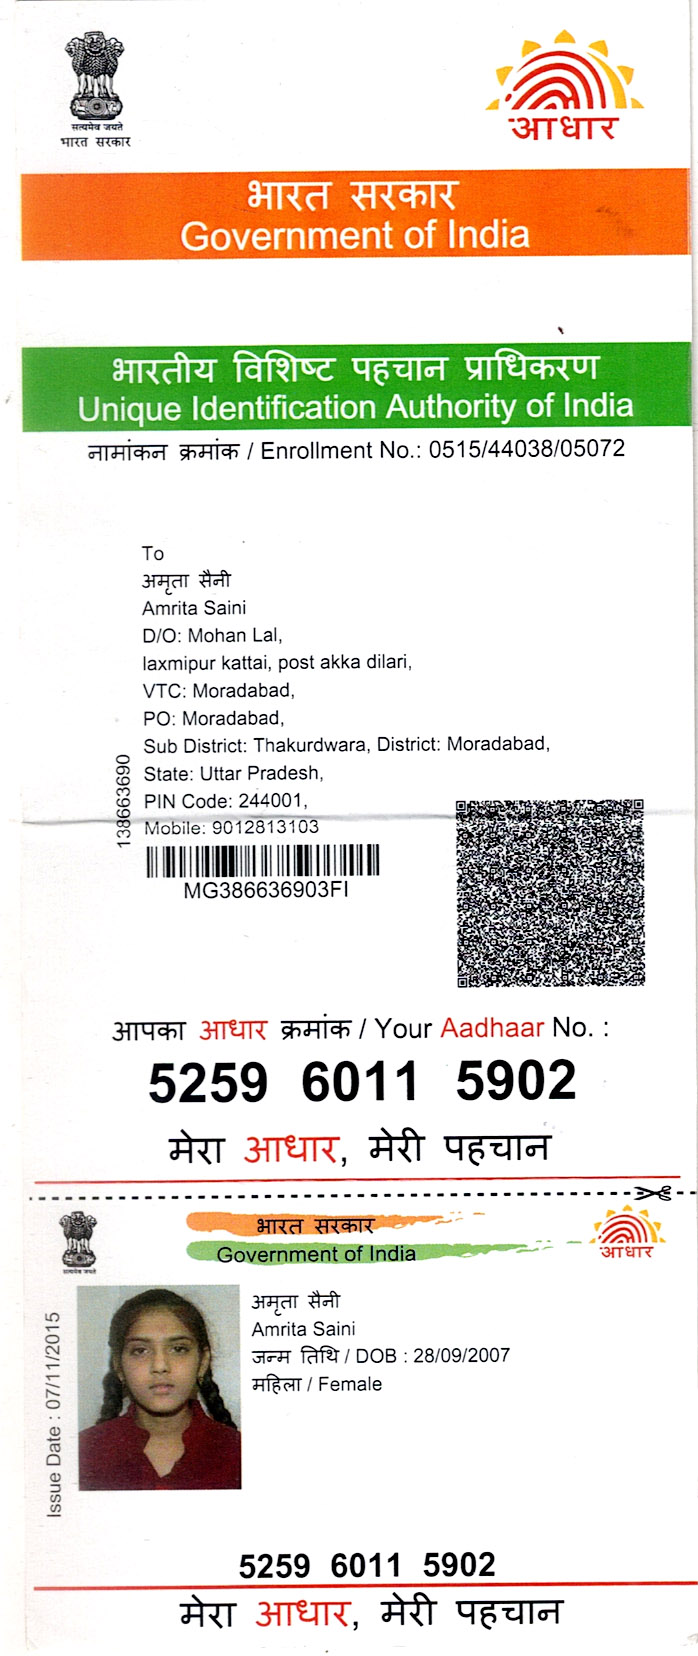 सत्यमेव जयते
भारत सरकार
आधार
भारत सरकार
Government of India
भारतीय विशिष्ट पहचान प्राधिकरण
Unique Identification Authority of India
नामांकन क्रमांक / Enrollment No.: 0515/44038/05072
To
अमृता सैनी
Amrita Saini
D/O: Mohan Lal,
laxmipur kattai, post akka dilari,
VTC: Moradabad,
PO: Moradabad,
Sub District: Thakurdwara, District: Moradabad,
State: Uttar Pradesh,
PIN Code: 244001,
Mobile: 9012813103
138663690
MG386636903FI
आपका आधार क्रमांक / Your Aadhaar No. :
5259 6011 5902
मेरा आधार, मेरी पहचान
सत्यमेव जयते
भारत सरकार
Government of India
आधार
Issue Date : 07/11/2015
अमृता सैनी
Amrita Saini
जन्म तिथि / DOB : 28/09/2007
महिला / Female
5259 6011 5902
मेरा आधार, मेरी पहचान